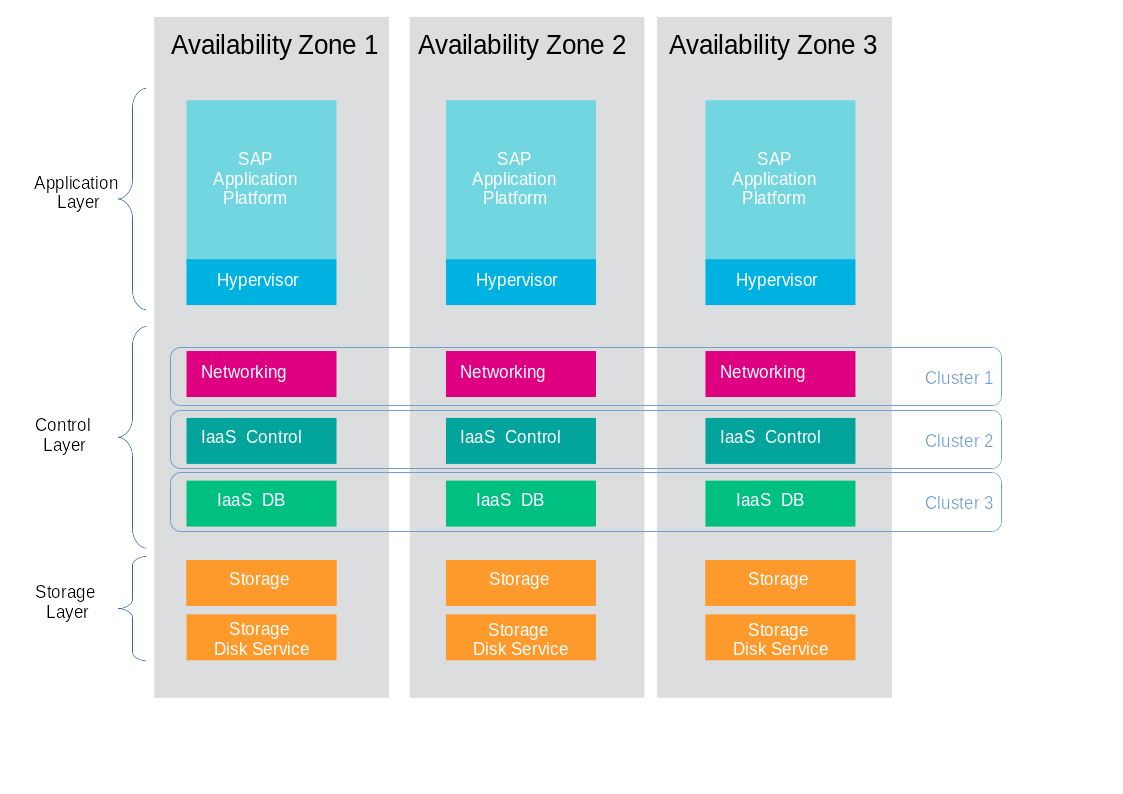 Availability Zone 1
Availability Zone 2
Availability Zone 3
Application
Layer
SAP
Application
Platform
SAP
Application
Platform
SAP
Application
Platform
Hypervisor
Hypervisor
Hypervisor
Control
Layer
Networking
Networking
Networking
Cluster 1
IaaS  Control
IaaS  Control
IaaS  Control
Cluster 2
IaaS  DB
IaaS  DB
IaaS  DB
Cluster 3
Storage
Layer
Storage
Storage
Storage
Storage
Disk Service
Storage
Disk Service
Storage
Disk Service